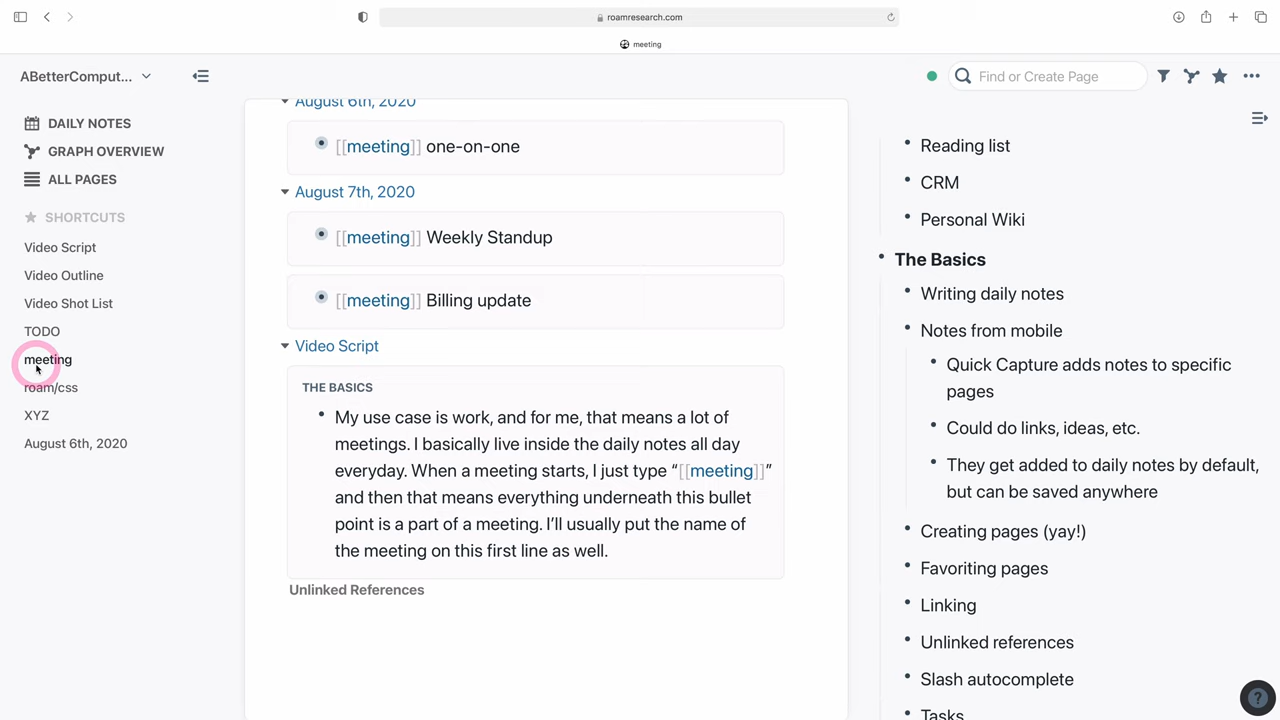 roamresearch.com
meeting
ABetterComput...
Find or Create Page
DAILY NOTES
GRAPH OVERVIEW
ALL PAGES
SHORTCUTS
Video Script
Video Outline
Video Shot List
TODO
meeting
roam/css
XYZ
August 6th, 2020
August 6th, 2020
[[meeting]] one-on-one
August 7th, 2020
[[meeting]] Weekly Standup
[[meeting]] Billing update
Video Script
THE BASICS
My use case is work, and for me, that means a lot of
meetings. I basically live inside the daily notes all day
everyday. When a meeting starts, I just type “[[meeting]]”
and then that means everything underneath this bullet
point is a part of a meeting. I’ll usually put the name of
the meeting on this first line as well.
Unlinked References
Reading list
CRM
Personal Wiki
The Basics
Writing daily notes
Notes from mobile
Quick Capture adds notes to specific
pages
Could do links, ideas, etc.
They get added to daily notes by default,
but can be saved anywhere
Creating pages (yay!)
Favoriting pages
Linking
Unlinked references
Slash autocomplete
Tasks
?